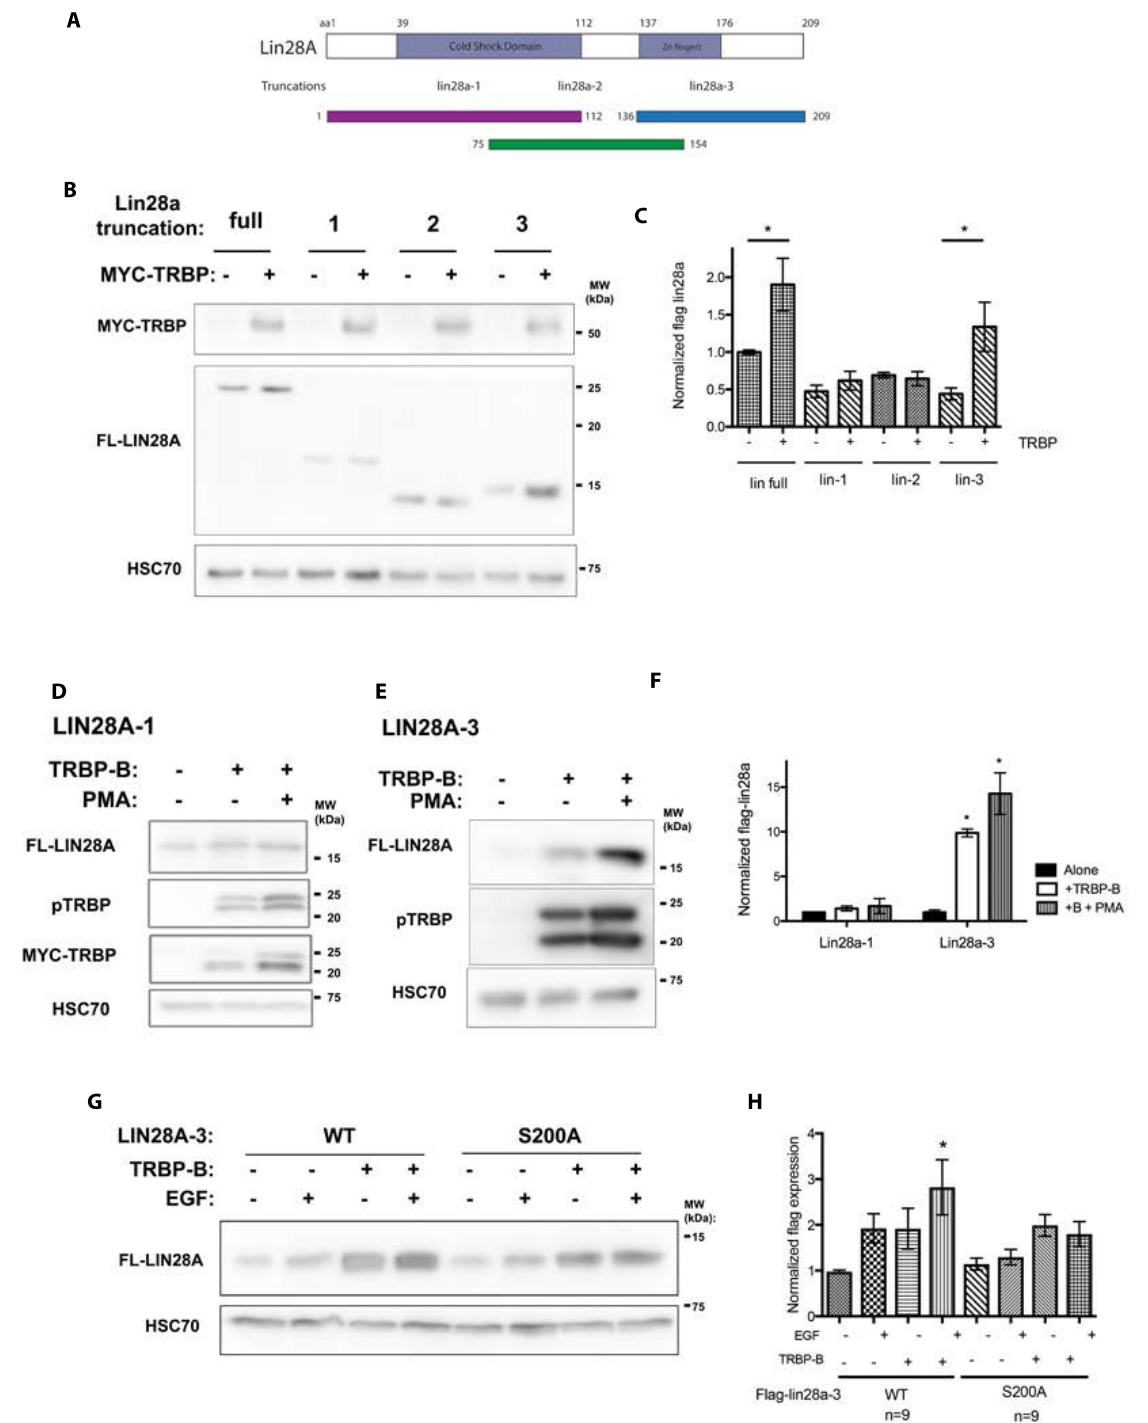 A
aa1 39 112 137 176 209
Lin28A Cold Shock Domain Zn fingers
Truncations lin28a-1 lin28a-2 lin28a-3
1 112 136 209
75 154
B
Lin28a truncation: full 1 2 3
MYC-TRBP: - + - + - + - +
MW (kDa)
MYC-TRBP
50
FL-LIN28A
25
20
15
HSC70
75
C
Normalized flag lin28a
2.0
1.5
1.0
0.5
0.0
* *
- + - + - + - + TRBP
lin full lin-1 lin-2 lin-3
D
LIN28A-1
TRBP-B: - + +
PMA: - - +
MW (kDa)
FL-LIN28A
15
pTRBP
25
20
MYC-TRBP
25
20
HSC70
75
E
LIN28A-3
TRBP-B: - + +
PMA: - - +
MW (kDa)
FL-LIN28A
15
pTRBP
25
20
HSC70
75
F
Normalized flag-lin28a
15
10
5
0
* *
Lin28a-1 Lin28a-3
Alone
+TRBP-B
+B + PMA
G
LIN28A-3: WT S200A
TRBP-B: - - + + - - + +
EGF: - + - + - + - +
MW (kDa):
FL-LIN28A
15
HSC70
75
H
Normalized flag expression
4
3
2
1
0
*
EGF - + - + - + - +
TRBP-B - - + + - - + +
Flag-lin28a-3 WT S200A
n=9 n=9